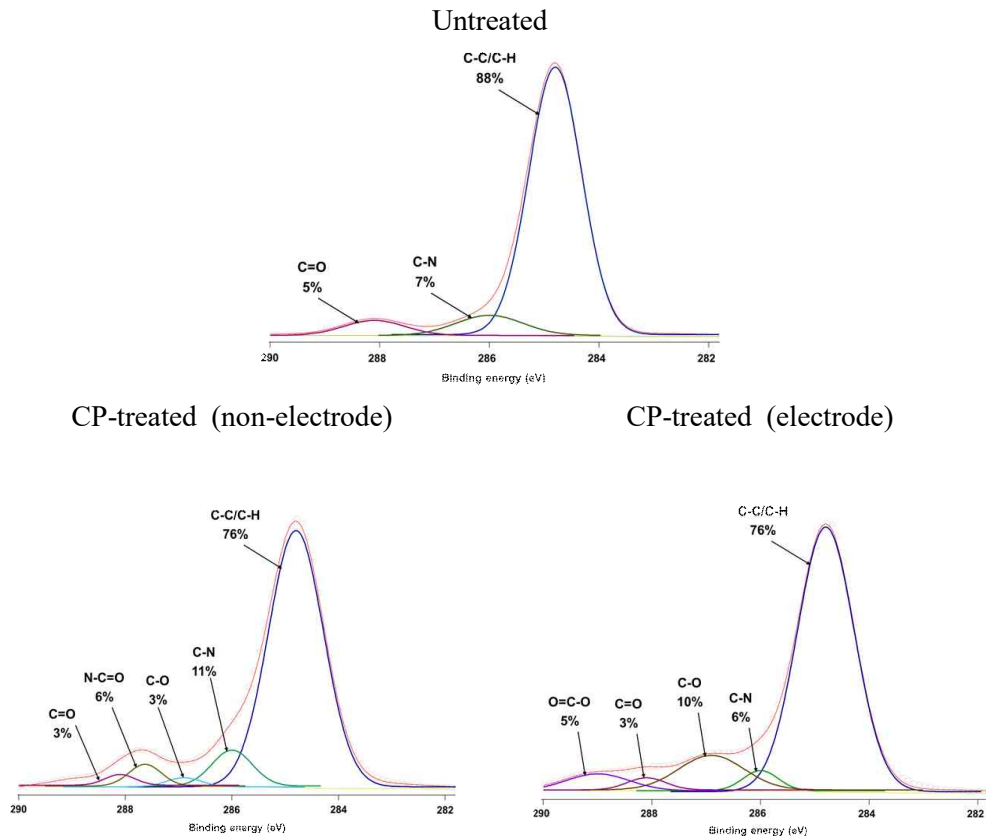 Untreated
C-C/C-H
88%
C=O
5%
C-N
7%
290 288 286 284 282
Binding energy (eV)
CP-treated (non-electrode)
C-C/C-H
76%
C-N
11%
N-C=O
6%
C-O
3%
C=O
3%
290 288 286 284 282
Binding energy (eV)
CP-treated (electrode)
C-C/C-H
76%
O=C-O
5%
C=O
3%
C-O
10%
C-N
6%
290 288 286 284 282
Binding energy (eV)